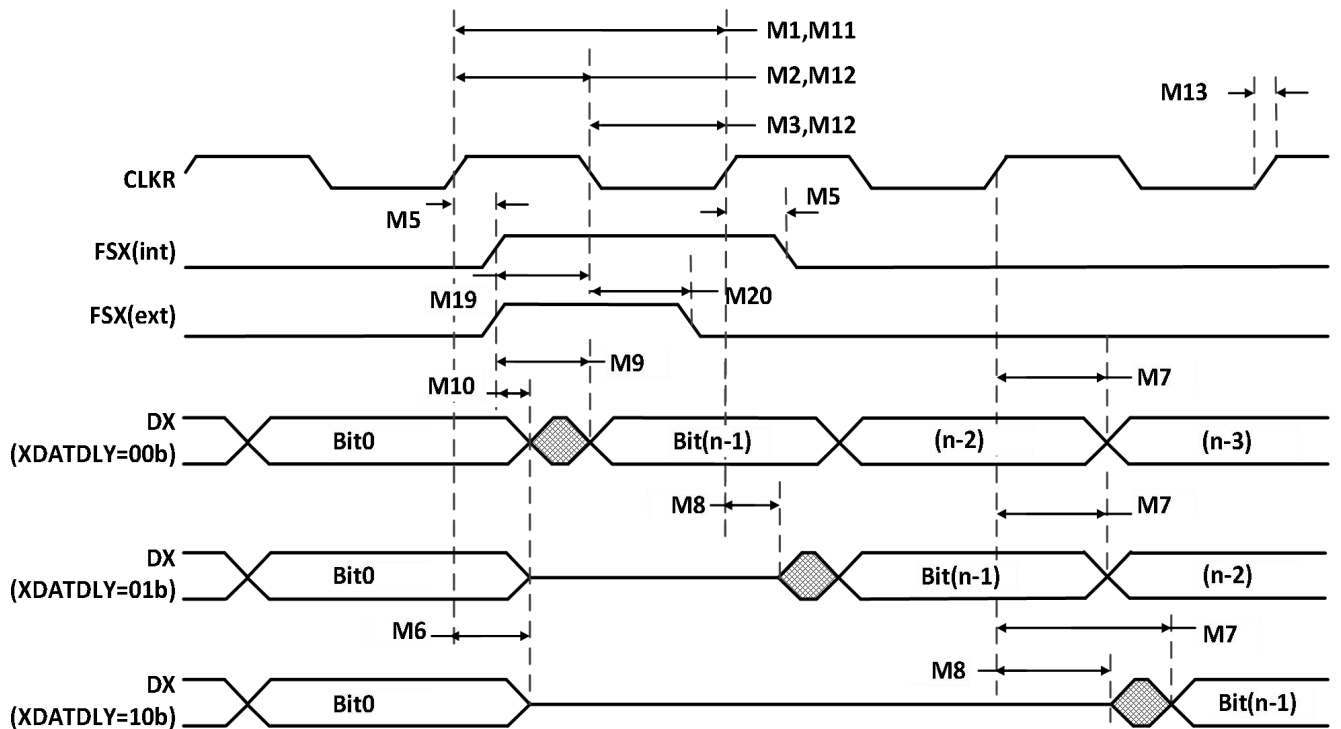 M1,M11
M2,M12
M13
M3,M12
CLKR
M5
M5
FSX(int)
M19
M20
FSX(ext)
M9
M10
M7
DX
(XDATDLY=00b)
Bit0
Bit(n-1)
(n-2)
(n-3)
M8
M7
DX
(XDATDLY=01b)
Bit0
Bit(n-1)
(n-2)
M6
M7
M8
DX
(XDATDLY=10b)
Bit0
Bit(n-1)